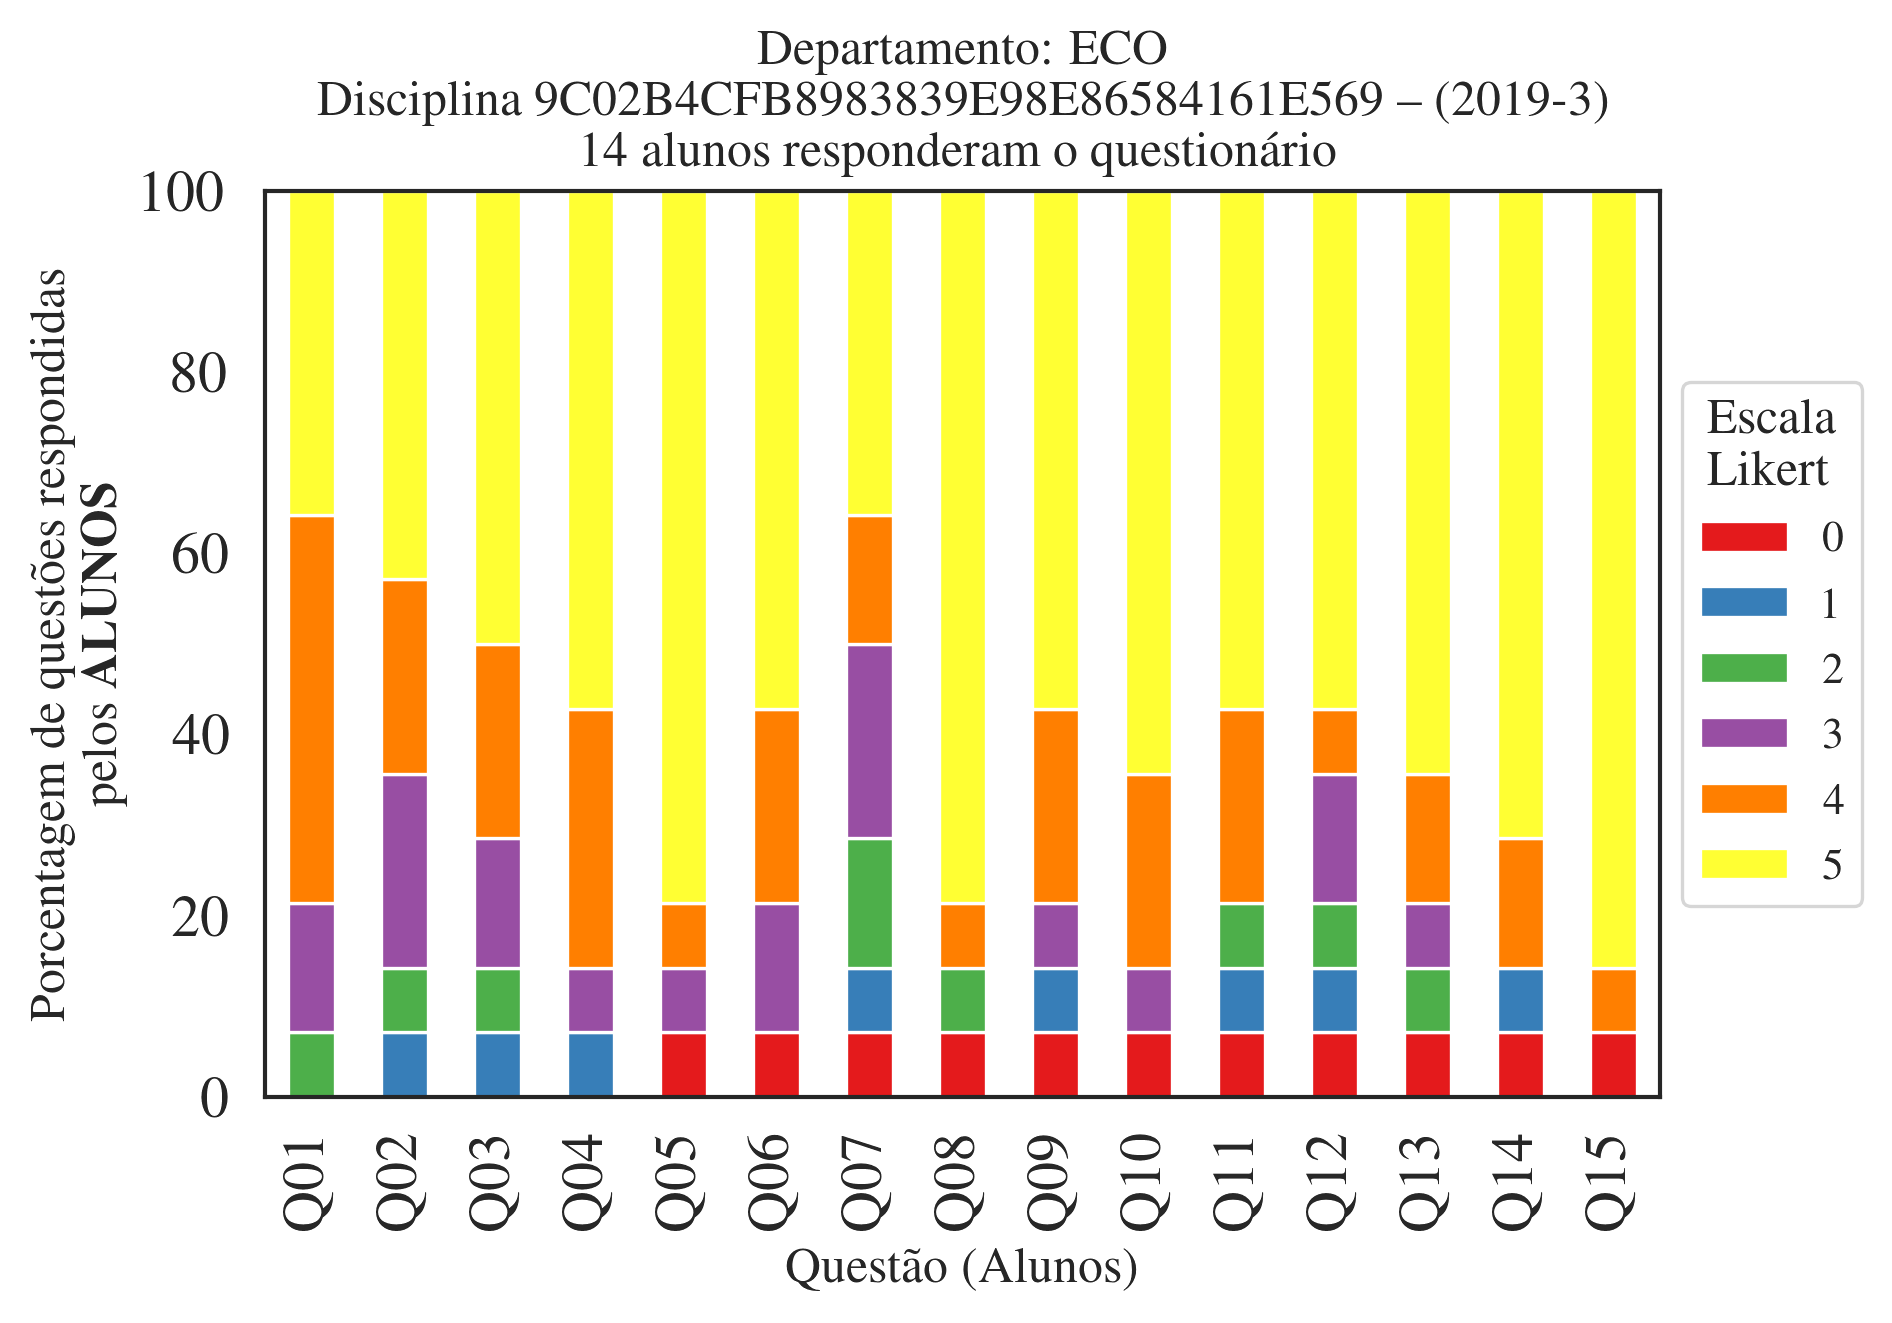 Departamento: ECO
Disciplina 9C02B4CFB8983839E98E86584161E569 – (2019-3)
14 alunos responderam o questionário
Porcentagem de questões respondidas
pelos ALUNOS
100
80
60
40
20
0
Q01
Q02
Q03
Q04
Q05
Q06
Q07
Q08
Q09
Q10
Q11
Q12
Q13
Q14
Q15
Questão (Alunos)
Escala
Likert
0
1
2
3
4
5